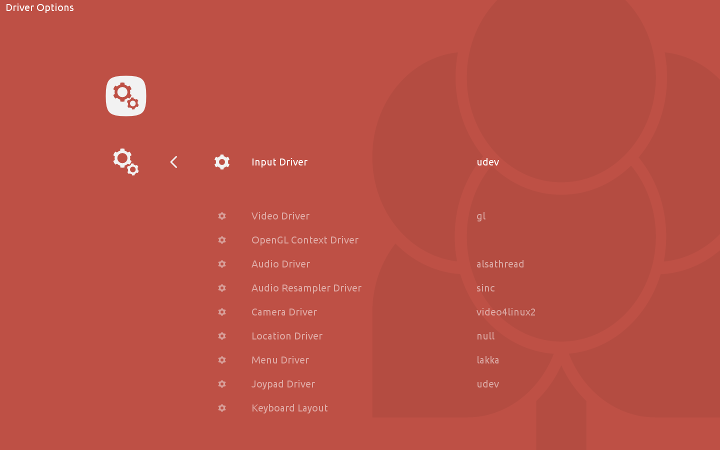 Driver Options
Input Driver udev
Video Driver gl
OpenGL Context Driver
Audio Driver alsathread
Audio Resampler Driver sinc
Camera Driver video4linux2
Location Driver null
Menu Driver lakka
Joypad Driver udev
Keyboard Layout